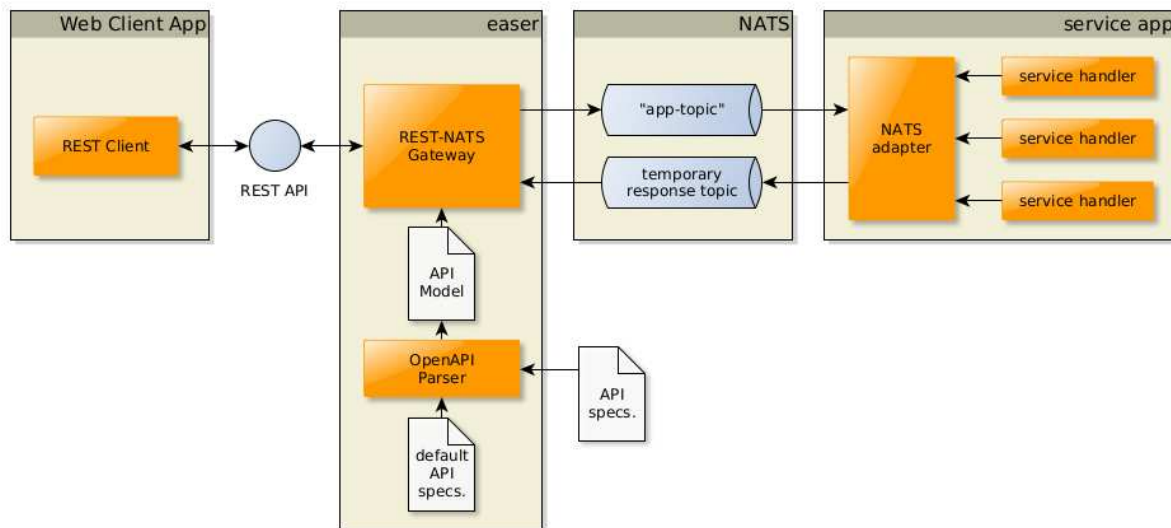 Web Client App
easer
NATS
service app
REST Client
REST API
REST-NATS
Gateway
"app-topic"
temporary
response topic
NATS
adapter
service handler
service handler
service handler
API
Model
OpenAPI
Parser
API
specs.
default
API
specs.